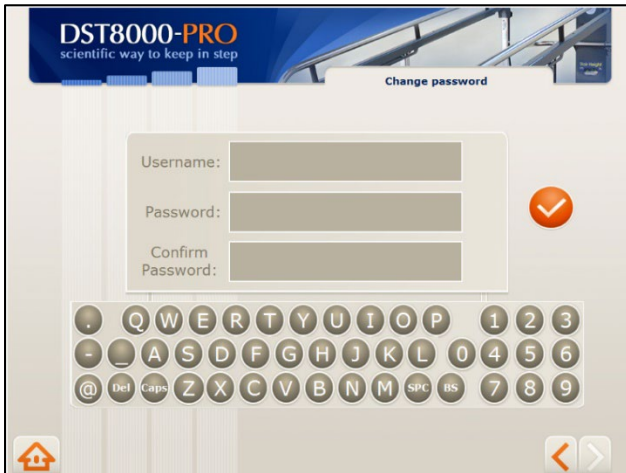 DST8000-PRO
scientific way to keep in step
Change password
Username:
Password:
Confirm
Password:
. Q W E R T Y U I O P 1 2 3
- _ A S D F G H J K L 0 4 5 6
@ Del Caps Z X C V B N M SPC BS 7 8 9